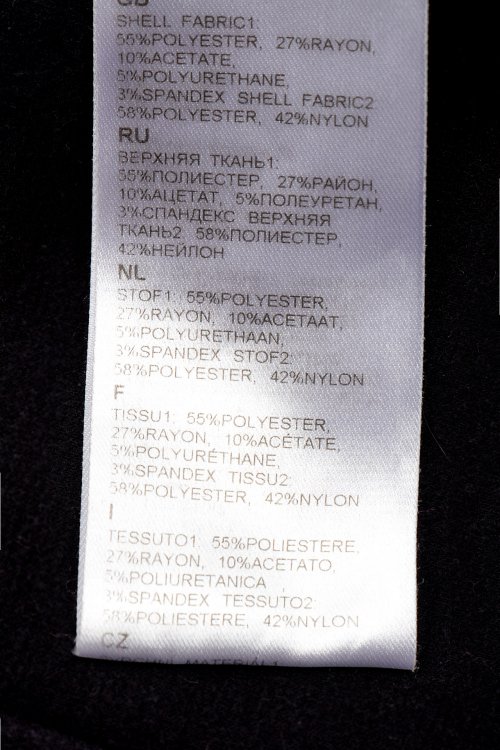 GB
SHELL FABRIC1:
55%POLYESTER, 27%RAYON,
10%ACETATE,
5%POLYURETHANE,
3%SPANDEX SHELL FABRIC2
58%POLYESTER, 42%NYLON
RU
ВЕРХНЯЯ ТКАНЬ1:
55%ПОЛИЕСТЕР, 27%РАЙОН,
10%АЦЕТАТ, 5%ПОЛЕУРЕТАН,
3%СПАНДЕКС ВЕРХНЯЯ
ТКАНЬ2: 58%ПОЛИЕСТЕР,
42%НЕЙЛОН
NL
STOF1: 55%POLYESTER,
27%RAYON, 10%ACETAAT,
5%POLYURETHAAN,
3%SPANDEX STOF2:
58%POLYESTER, 42%NYLON
F
TISSU1: 55%POLYESTER,
27%RAYON, 10%ACÉTATE,
5%POLYURÉTHANE,
3%SPANDEX TISSU2:
58%POLYESTER, 42%NYLON
I
TESSUTO1: 55%POLIESTERE,
27%RAYON, 10%ACETATO,
5%POLIURETANICA ,
3%SPANDEX TESSUTO2:
58%POLIESTERE, 42%NYLON
CZ